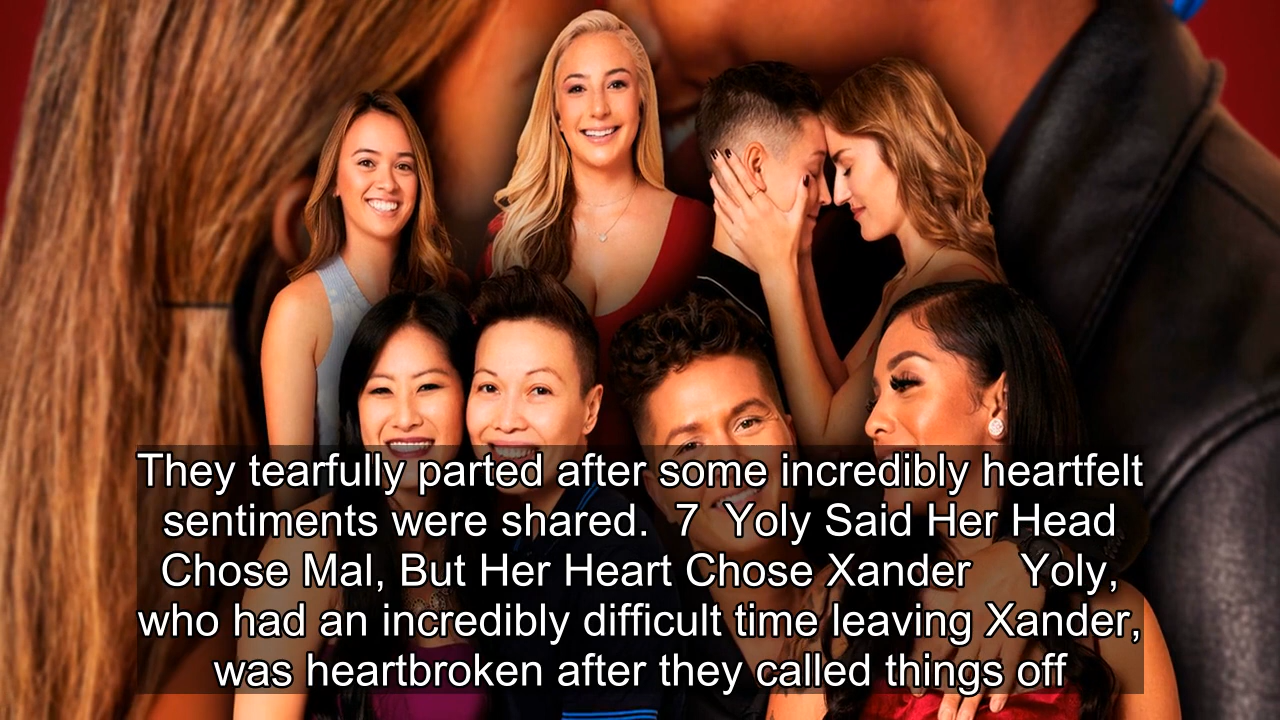 They tearfully parted after some incredibly heartfelt
sentiments were shared.  7  Yoly Said Her Head
Chose Mal, But Her Heart Chose Xander    Yoly,
who had an incredibly difficult time leaving Xander,
was heartbroken after they called things off